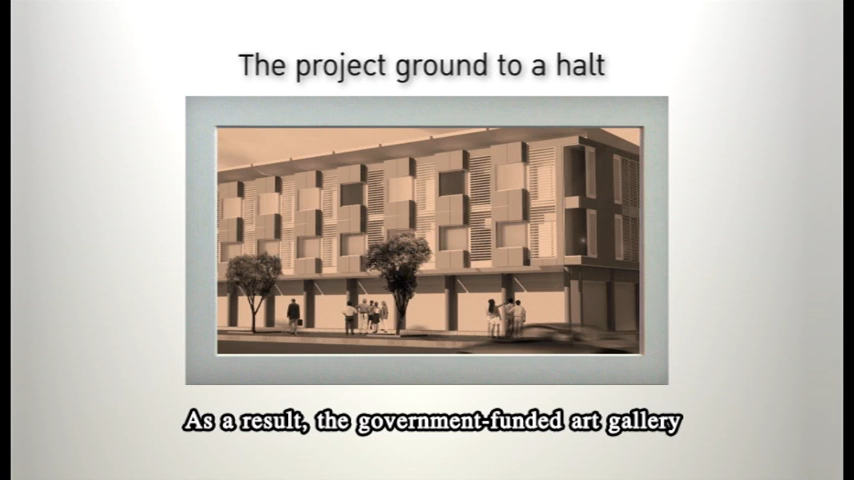 The project ground to a halt
As a result, the government-funded art gallery